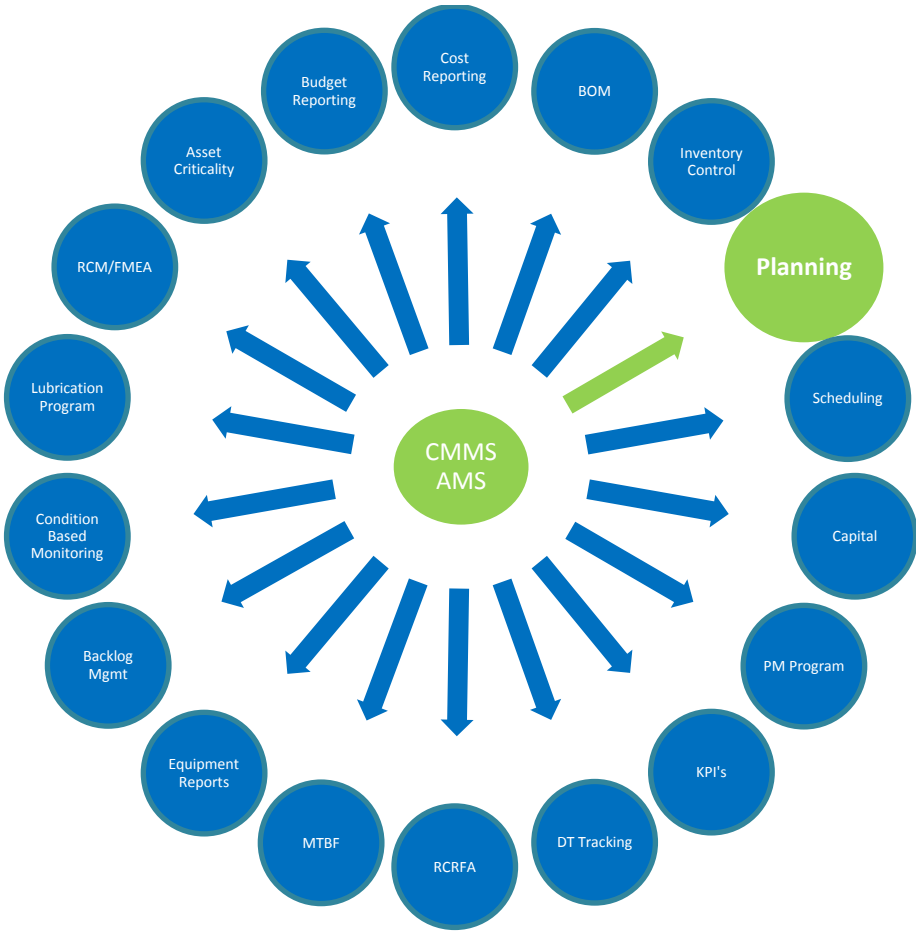 Cost
Reporting
BOM
Inventory
Control
Planning
Scheduling
Capital
PM Program
KPI's
DT Tracking
RCRFA
MTBF
Equipment
Reports
Backlog
Mgmt
Condition
Based
Monitoring
Lubrication
Program
RCM/FMEA
Asset
Criticality
Budget
Reporting
CMMS
AMS